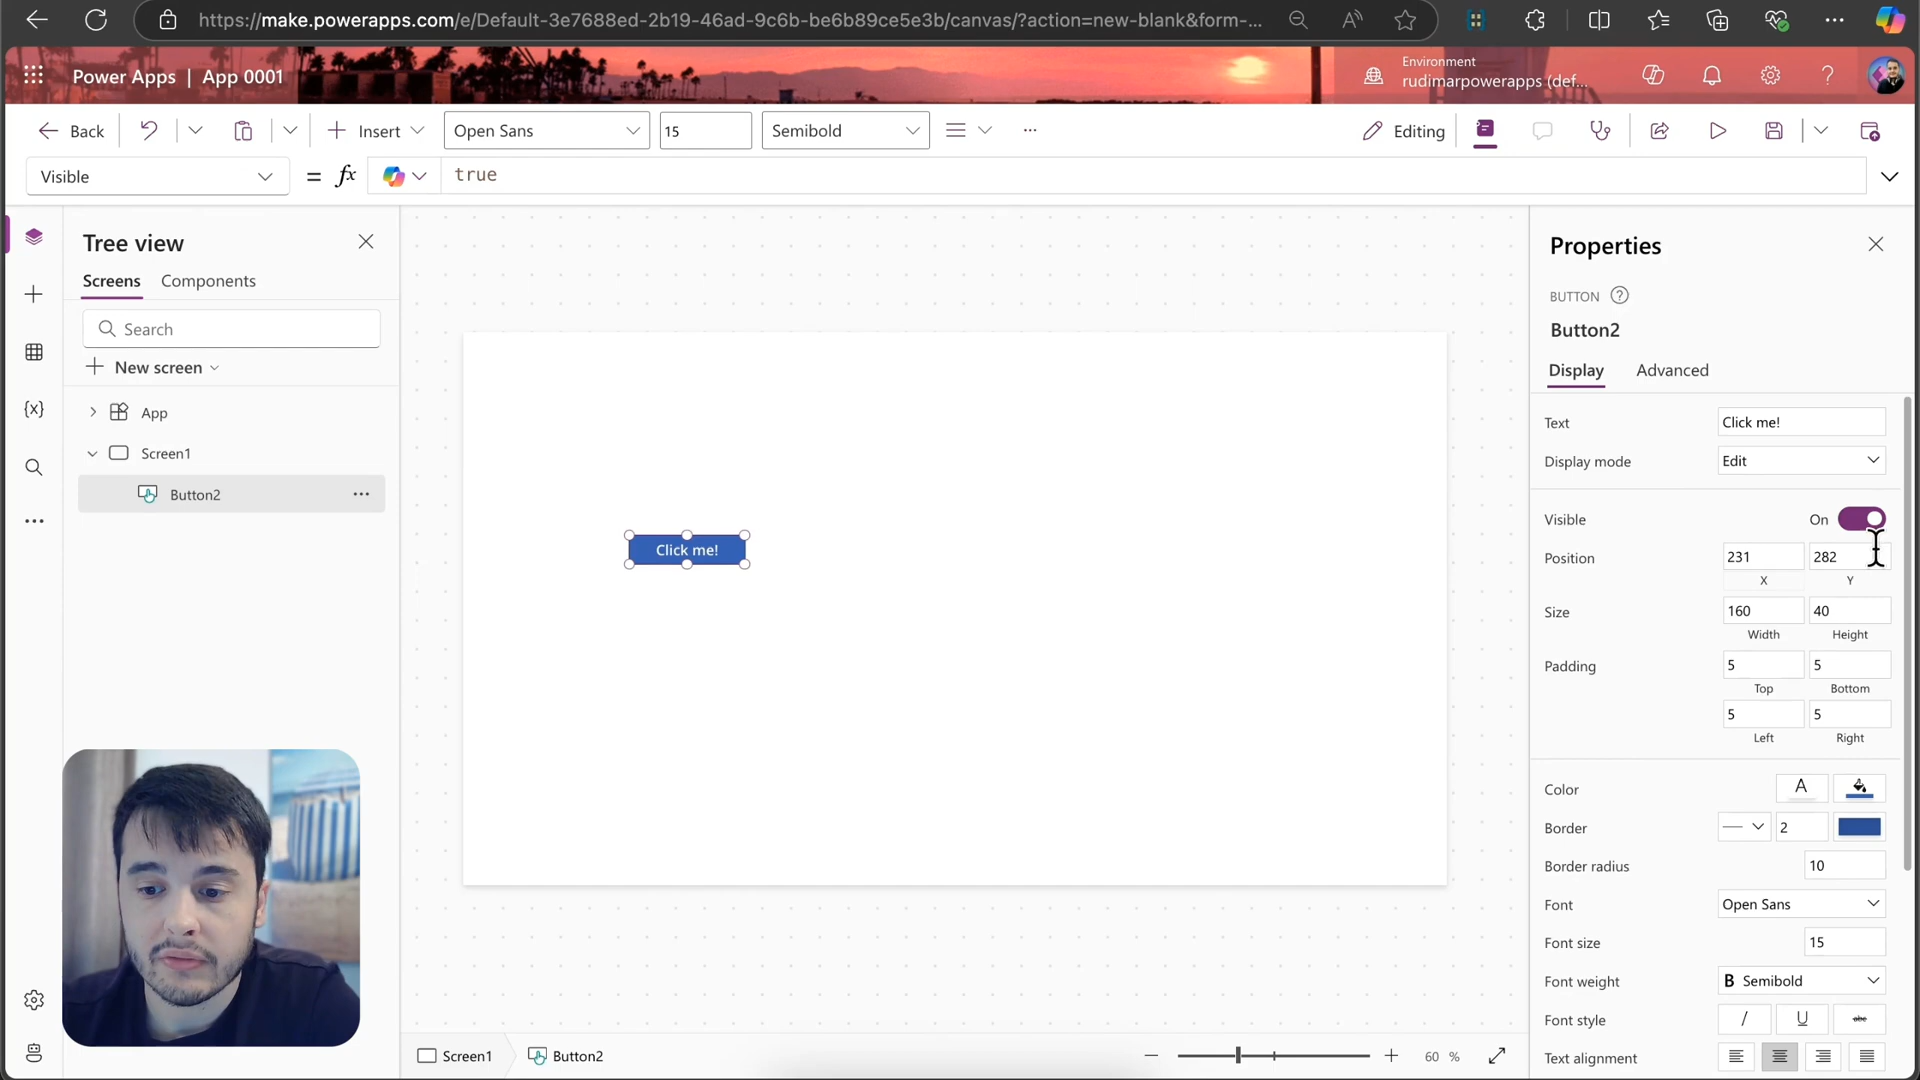 https://make.powerapps.com/e/Default-3e7688ed-2b19-46ad-9c6b-be6b89ce5e3b/canvas/?action=new-blank&form-...
Power Apps | App 0001
Environment
rudimarpowerapps (def...
Back
Insert
Open Sans
15
Semibold
...
Editing
Visible
= fx
true
Tree view
Screens
Components
Search
New screen
App
Screen1
Button2
...
Click me!
Properties
BUTTON
Button2
Display
Advanced
Text
Click me!
Display mode
Edit
Visible
On
Position
231
282
X
Y
Size
160
40
Width
Height
Padding
5
5
Top
Bottom
5
5
Left
Right
Color
A
Border
2
Border radius
10
Font
Open Sans
Font size
15
Font weight
B Semibold
Font style
/
U
abc
Text alignment
Screen1
Button2
60 %